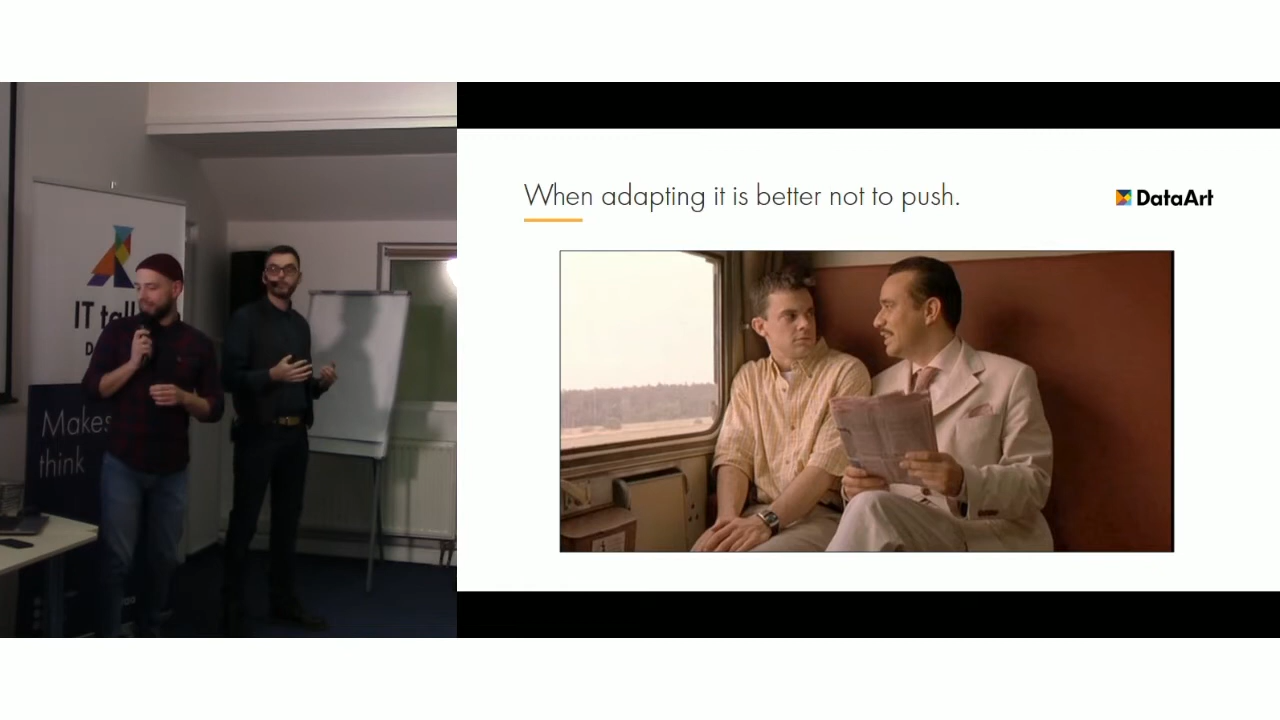 IT tal
Makes
think
When adapting it is better not to push.
DataArt